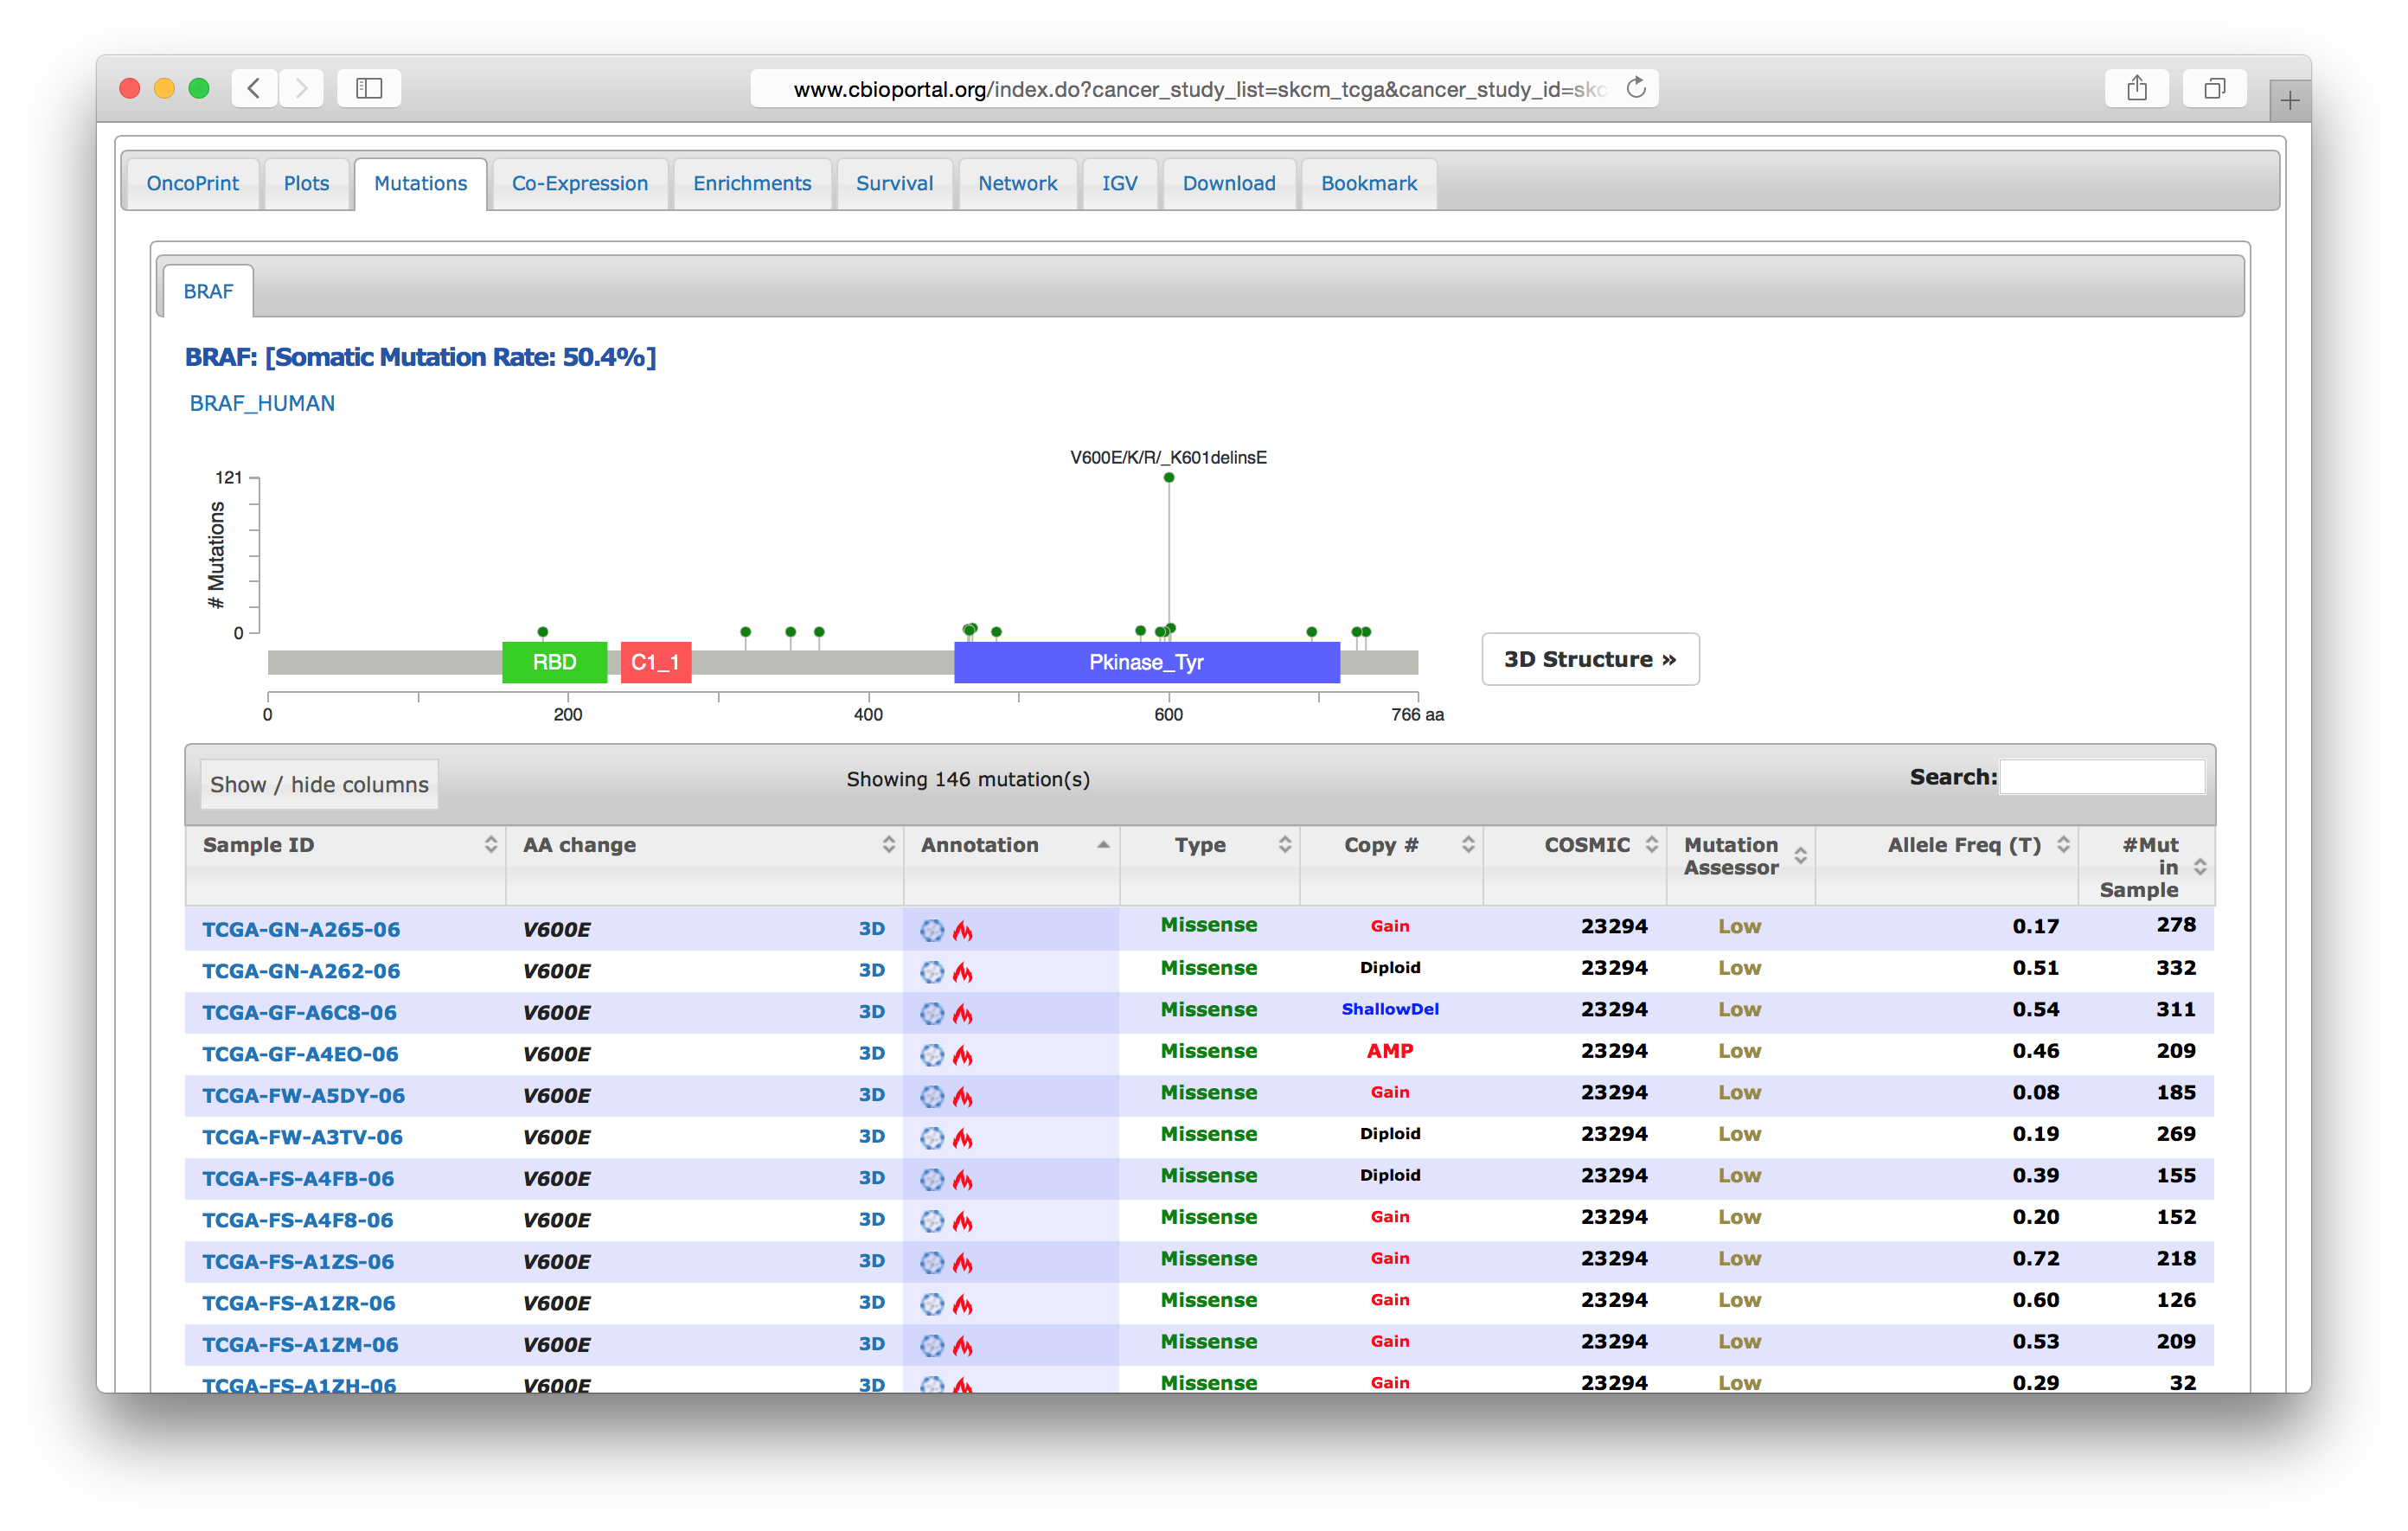 www.cbioportal.org/index.do?cancer_study_list=skcm_tcga&cancer_study_id=skc
OncoPrint Plots Mutations Co-Expression Enrichments Survival Network IGV Download Bookmark
BRAF
BRAF: [Somatic Mutation Rate: 50.4%]
BRAF_HUMAN
V600E/K/R/_K601delinsE
121
# Mutations
0
RBD C1_1 Pkinase_Tyr
3D Structure »
0 200 400 600 766 aa
Show / hide columns Showing 146 mutation(s) Search:
Sample ID AA change Annotation Type Copy # COSMIC Mutation Assessor Allele Freq (T) #Mut in Sample
TCGA-GN-A265-06 V600E 3D Missense Gain 23294 Low 0.17 278
TCGA-GN-A262-06 V600E 3D Missense Diploid 23294 Low 0.51 332
TCGA-GF-A6C8-06 V600E 3D Missense ShallowDel 23294 Low 0.54 311
TCGA-GF-A4EO-06 V600E 3D Missense AMP 23294 Low 0.46 209
TCGA-FW-A5DY-06 V600E 3D Missense Gain 23294 Low 0.08 185
TCGA-FW-A3TV-06 V600E 3D Missense Diploid 23294 Low 0.19 269
TCGA-FS-A4FB-06 V600E 3D Missense Diploid 23294 Low 0.39 155
TCGA-FS-A4F8-06 V600E 3D Missense Gain 23294 Low 0.20 152
TCGA-FS-A1ZS-06 V600E 3D Missense Gain 23294 Low 0.72 218
TCGA-FS-A1ZR-06 V600E 3D Missense Gain 23294 Low 0.60 126
TCGA-FS-A1ZM-06 V600E 3D Missense Gain 23294 Low 0.53 209
TCGA-FS-A1ZH-06 V600E 3D Missense Gain 23294 Low 0.29 32